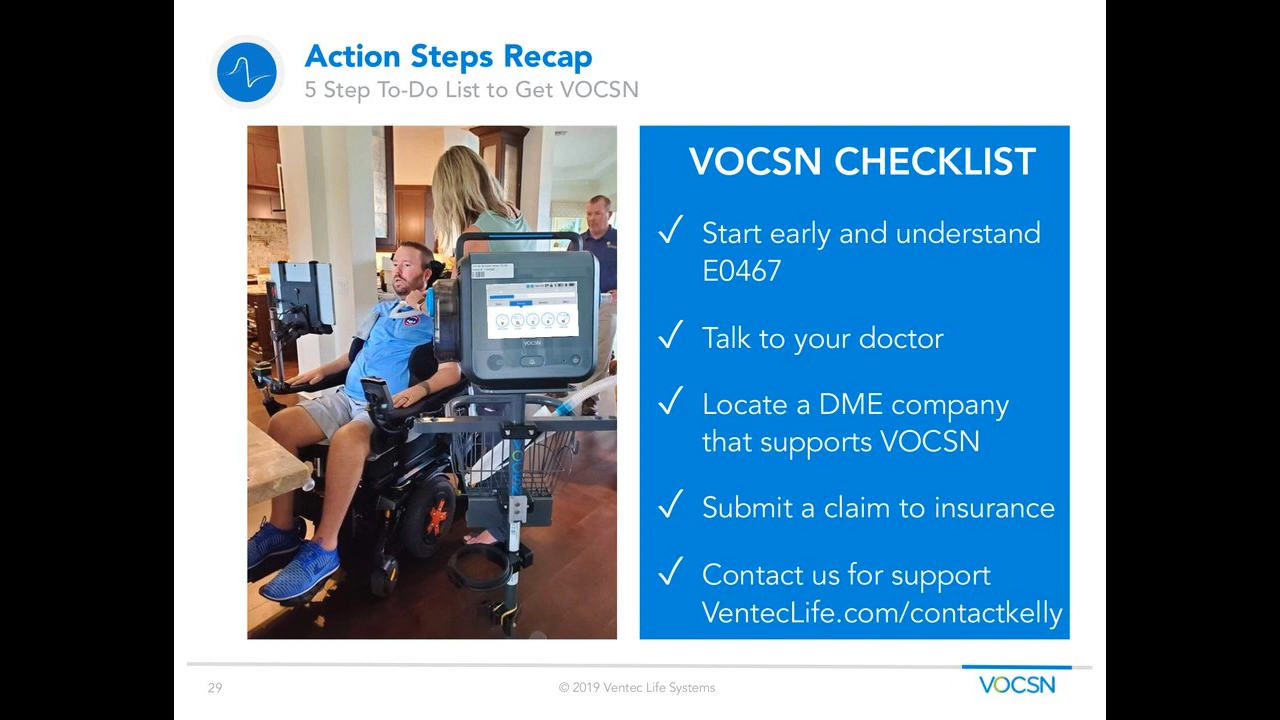 Action Steps Recap
5 Step To-Do List to Get VOCSN
VOCSN
VOCSN CHECKLIST
✓ Start early and understand
E0467
✓ Talk to your doctor
✓ Locate a DME company
that supports VOCSN
✓ Submit a claim to insurance
✓ Contact us for support
VentecLife.com/contactkelly
29
© 2019 Ventec Life Systems
VOCSN